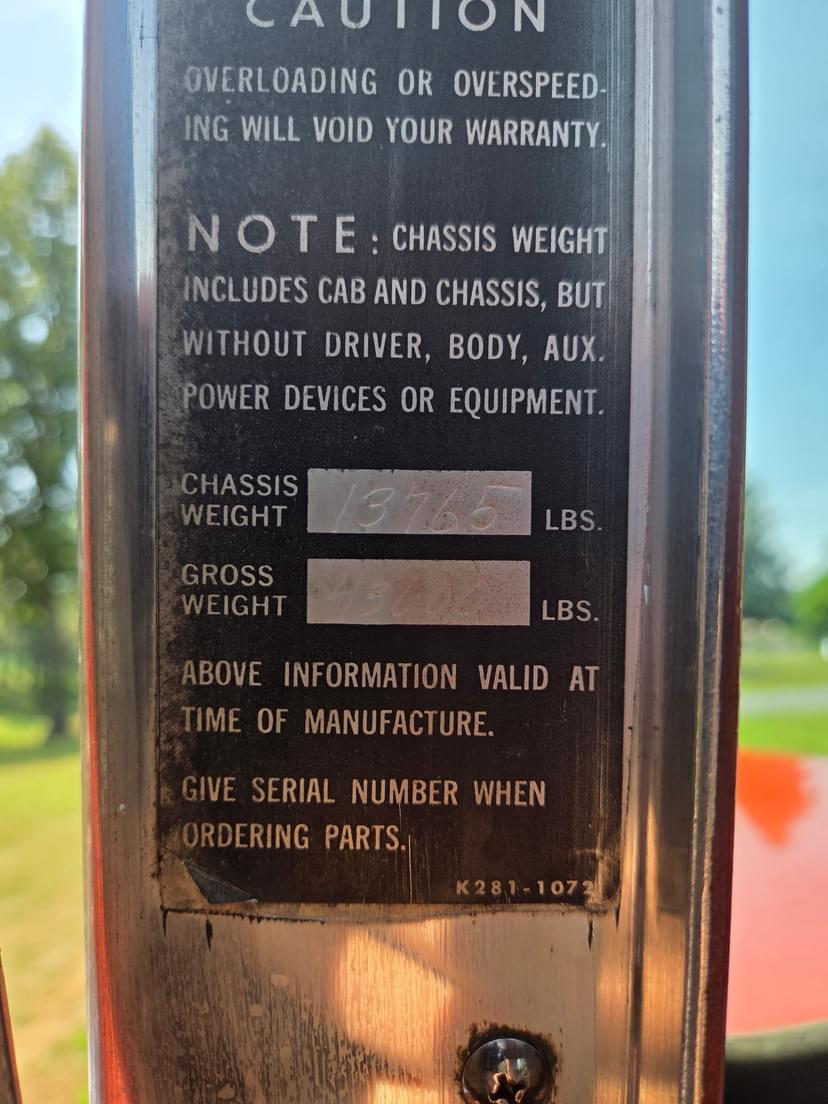 CAUTION
OVERLOADING OR OVERSPEED-
ING WILL VOID YOUR WARRANTY.
NOTE: CHASSIS WEIGHT
INCLUDES CAB AND CHASSIS, BUT
WITHOUT DRIVER, BODY, AUX.
POWER DEVICES OR EQUIPMENT.
CHASSIS
WEIGHT 13765 LBS.
GROSS
WEIGHT LBS.
ABOVE INFORMATION VALID AT
TIME OF MANUFACTURE.
GIVE SERIAL NUMBER WHEN
ORDERING PARTS.
K281-1072